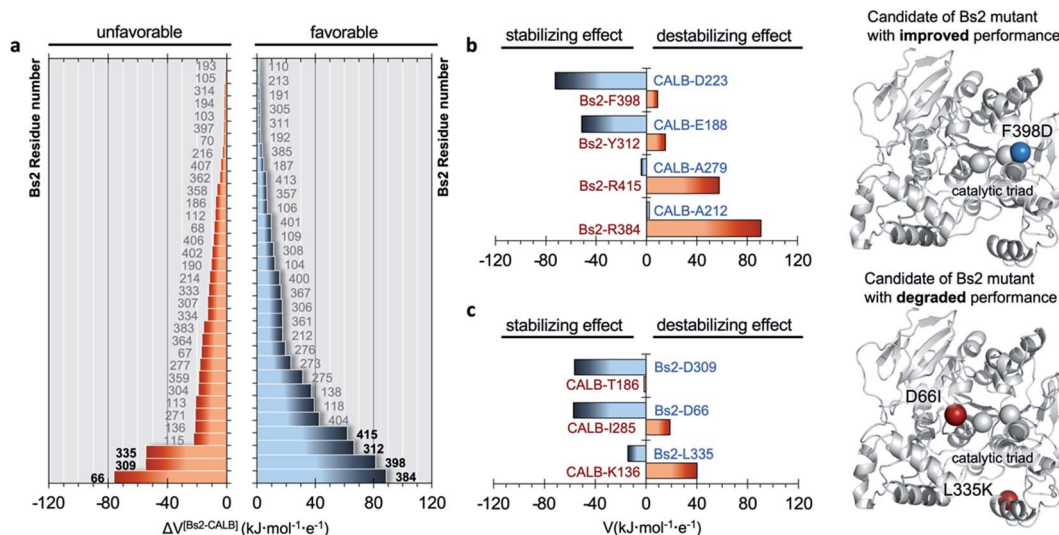 a
unfavorable
favorable
Bs2 Residue number
193
105
314
194
103
397
70
216
407
362
358
186
112
68
406
402
190
214
333
307
334
383
364
67
277
359
304
113
271
136
115
335
309
66
110
213
191
305
311
192
385
187
413
357
106
401
109
308
104
400
367
306
361
212
276
273
275
138
118
404
415
312
398
384
Bs2 Residue number
-120 -80 -40 0
0 40 80 120
ΔV[Bs2-CALB] (kJ·mol⁻¹·e⁻¹)
b
stabilizing effect
destabilizing effect
CALB-D223
Bs2-F398
CALB-E188
Bs2-Y312
CALB-A279
Bs2-R415
CALB-A212
Bs2-R384
-120 -80 -40 0 40 80 120
c
stabilizing effect
destabilizing effect
Bs2-D309
CALB-T186
Bs2-D66
CALB-I285
Bs2-L335
CALB-K136
-120 -80 -40 0 40 80 120
V(kJ·mol⁻¹·e⁻¹)
Candidate of Bs2 mutant
with improved performance
F398D
catalytic triad
Candidate of Bs2 mutant
with degraded performance
D66I
catalytic triad
L335K